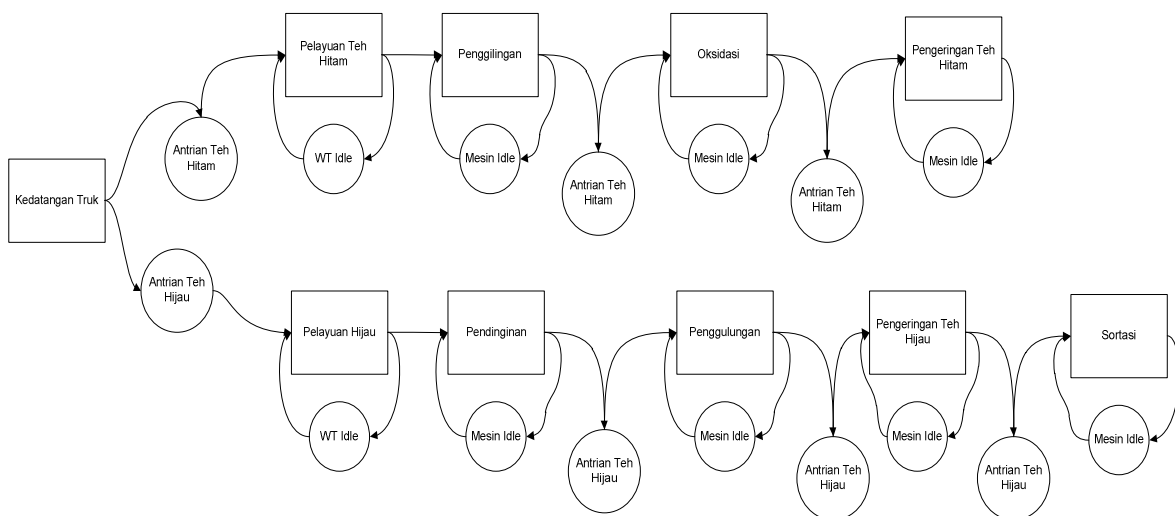 Pelayuan Teh
Hitam
Penggilingan
Oksidasi
Pengeringan Teh
Hitam
Antrian Teh
Hitam
WT Idle
Mesin Idle
Antrian Teh
Hitam
Mesin Idle
Antrian Teh
Hitam
Mesin Idle
Kedatangan Truk
Antrian Teh
Hijau
Pelayuan Hijau
Pendinginan
Penggulungan
Pengeringan Teh
Hijau
Sortasi
WT Idle
Mesin Idle
Antrian Teh
Hijau
Mesin Idle
Antrian Teh
Hijau
Mesin Idle
Antrian Teh
Hijau
Mesin Idle